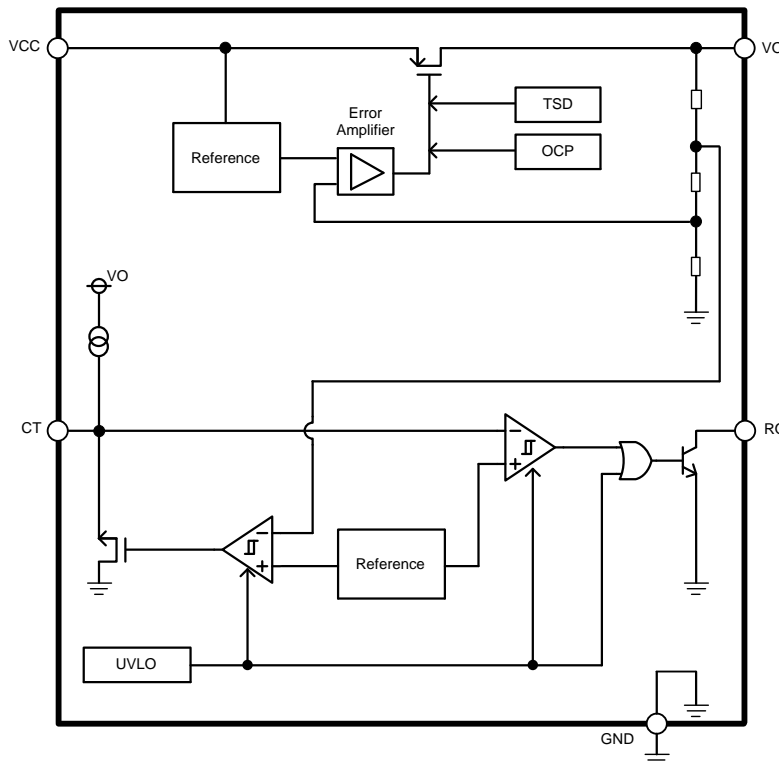 VCC
VO
Error
Amplifier
TSD
OCP
Reference
VO
CT
RO
Reference
UVLO
GND